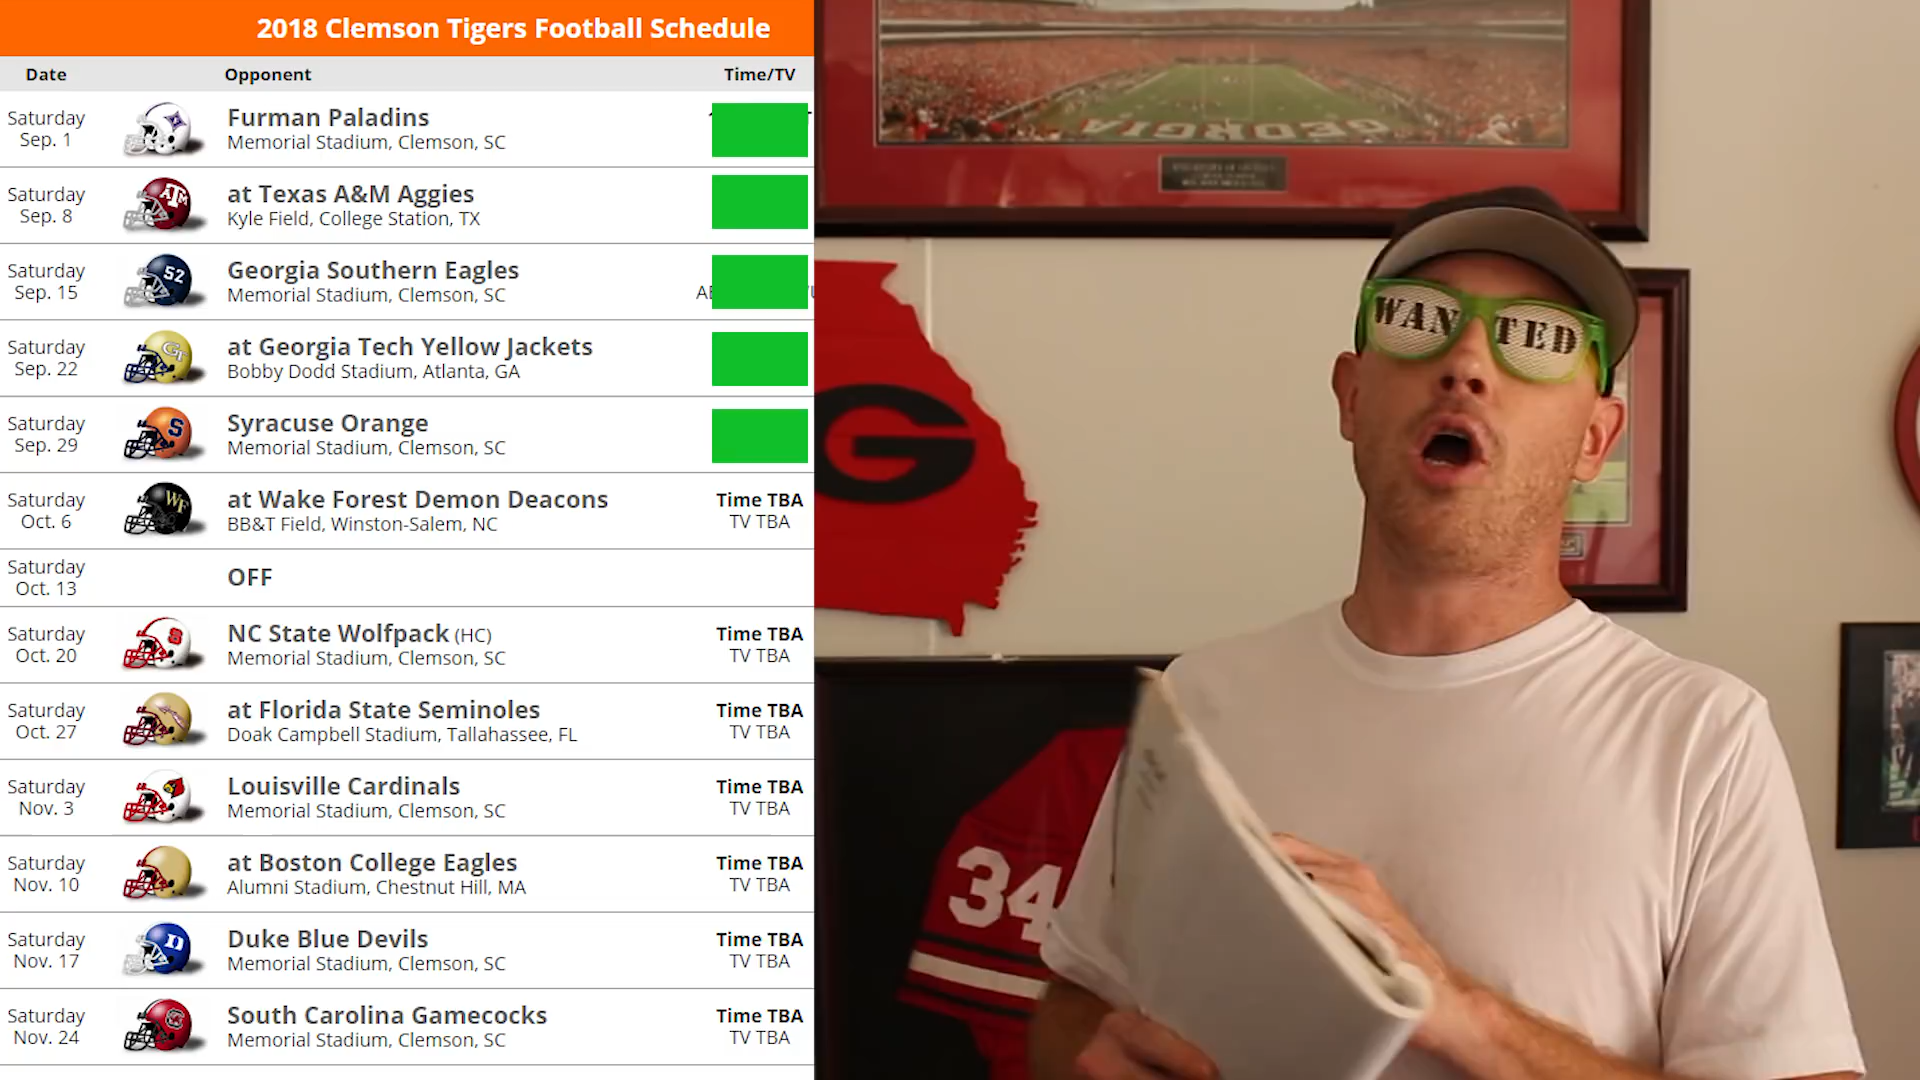 2018 Clemson Tigers Football Schedule
Date Opponent Time/TV
Saturday
Sep. 1
Furman Paladins
Memorial Stadium, Clemson, SC
Saturday
Sep. 8
ATM
at Texas A&M Aggies
Kyle Field, College Station, TX
Saturday
Sep. 15
52
Georgia Southern Eagles
Memorial Stadium, Clemson, SC
Saturday
Sep. 22
GT
at Georgia Tech Yellow Jackets
Bobby Dodd Stadium, Atlanta, GA
Saturday
Sep. 29
S
Syracuse Orange
Memorial Stadium, Clemson, SC
Saturday
Oct. 6
WF
at Wake Forest Demon Deacons
BB&T Field, Winston-Salem, NC
Time TBA
TV TBA
Saturday
Oct. 13
OFF
Saturday
Oct. 20
S
NC State Wolfpack (HC)
Memorial Stadium, Clemson, SC
Time TBA
TV TBA
Saturday
Oct. 27
at Florida State Seminoles
Doak Campbell Stadium, Tallahassee, FL
Time TBA
TV TBA
Saturday
Nov. 3
Louisville Cardinals
Memorial Stadium, Clemson, SC
Time TBA
TV TBA
Saturday
Nov. 10
at Boston College Eagles
Alumni Stadium, Chestnut Hill, MA
Time TBA
TV TBA
Saturday
Nov. 17
D
Duke Blue Devils
Memorial Stadium, Clemson, SC
Time TBA
TV TBA
Saturday
Nov. 24
C
South Carolina Gamecocks
Memorial Stadium, Clemson, SC
Time TBA
TV TBA
GEORGIA
WANTED
G
34